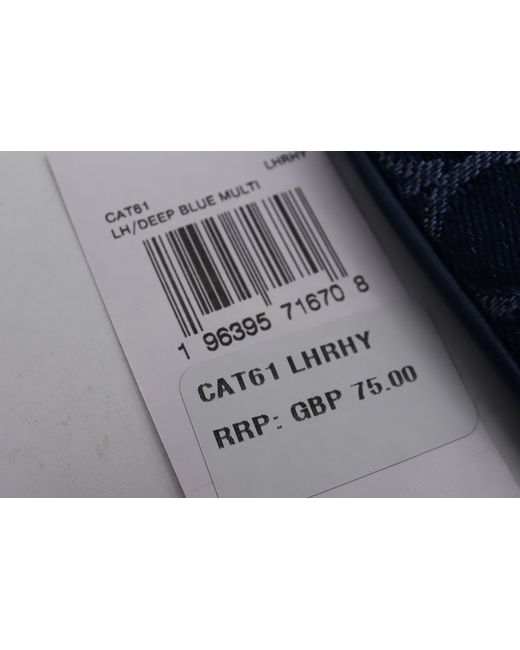 LHRHY
CAT61
LH/DEEP BLUE MULTI
1 96395 71670 8
CAT61 LHRHY
RRP: GBP 75.00